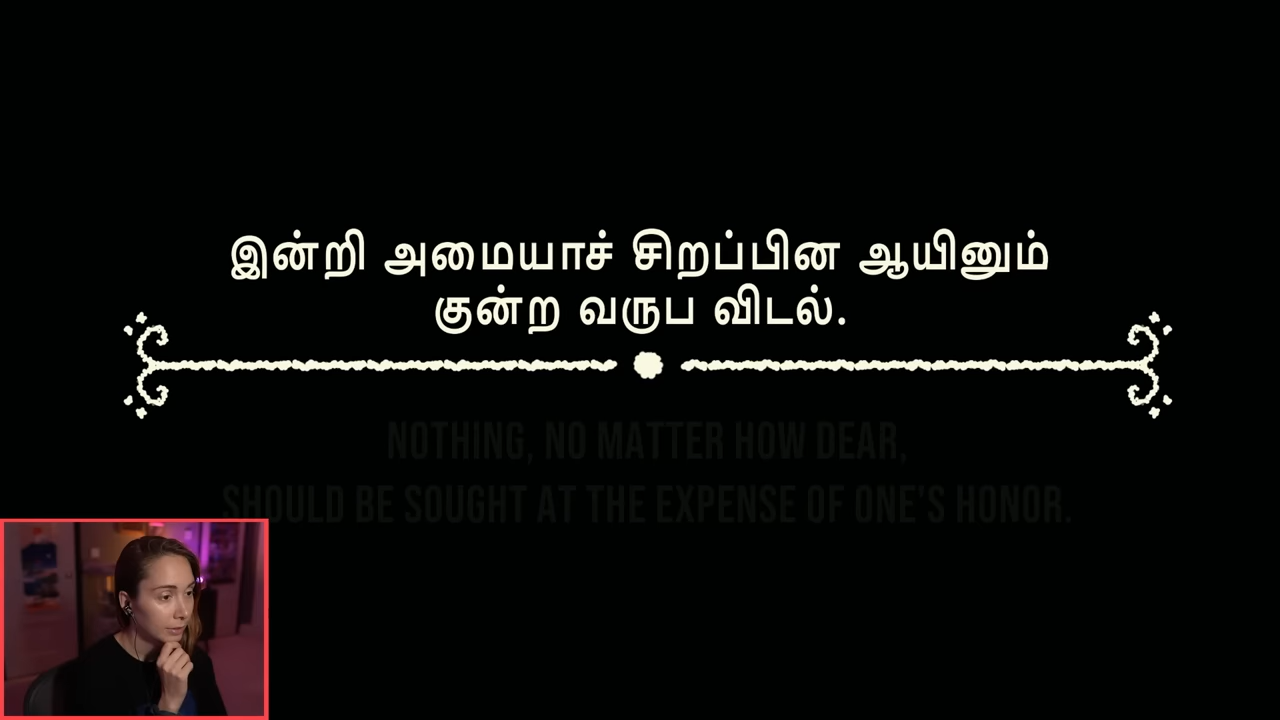 இன்றி அமையாச் சிறப்பின ஆயினும்
குன்ற வருப விடல்.
NOTHING, NO MATTER HOW DEAR,
SHOULD BE SOUGHT AT THE EXPENSE OF ONE'S HONOR.